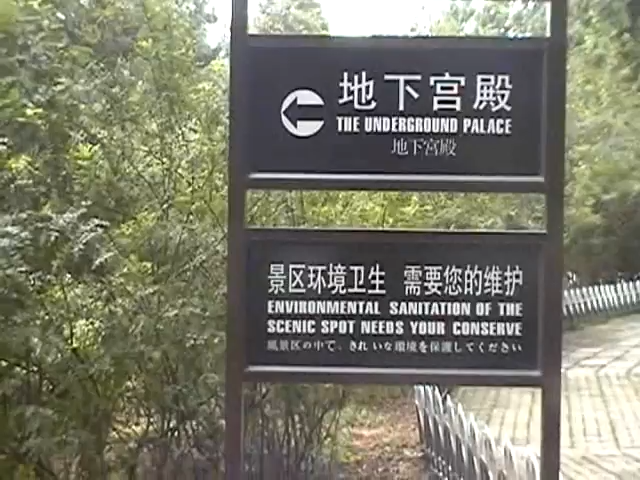 地下宫殿
THE UNDERGROUND PALACE
地下宮殿
景区环境卫生 需要您的维护
ENVIRONMENTAL SANITATION OF THE
SCENIC SPOT NEEDS YOUR CONSERVE
風景区の中で、きれいな環境を保護してください